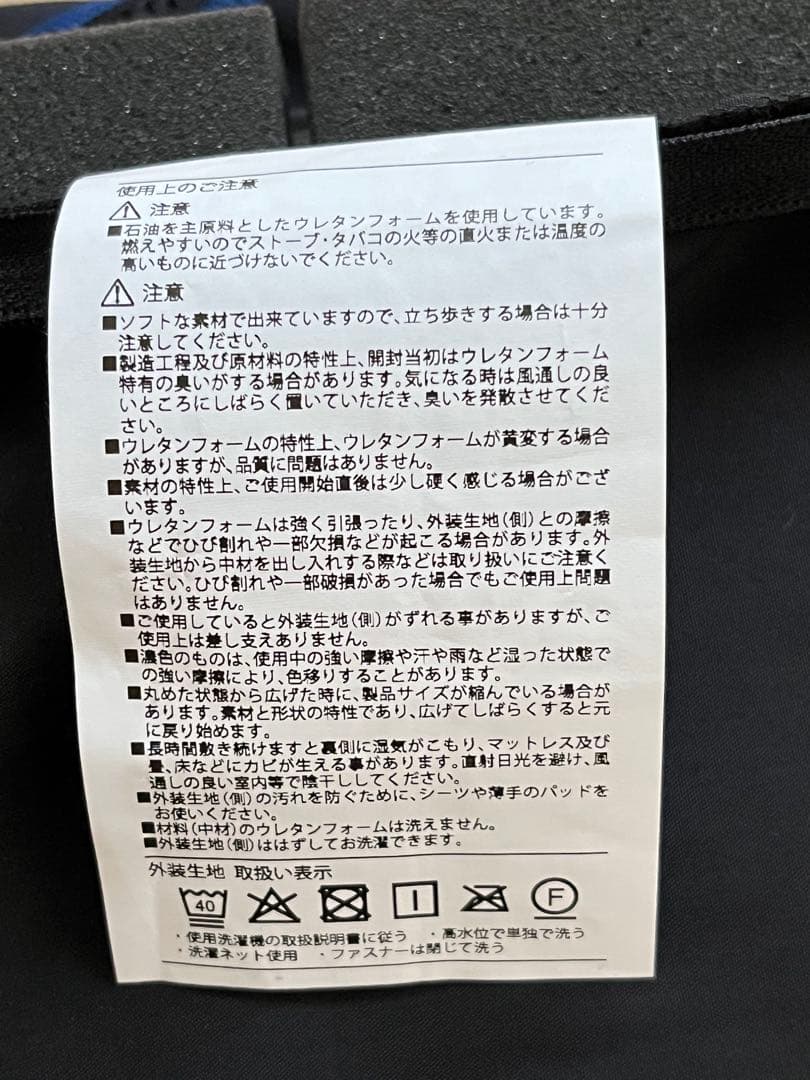 使用上のご注意
⚠ 注意
■石油を主原料としたウレタンフォームを使用しています。
燃えやすいのでストーブ・タバコの火等の直火または温度の
高いものに近づけないでください。
⚠ 注意
■ソフトな素材で出来ていますので、立ち歩きする場合は十分
注意してください。
■製造工程及び原材料の特性上、開封当初はウレタンフォーム
特有の臭いがする場合があります。気になる時は風通しの良
いところにしばらく置いていただき、臭いを発散させてくだ
さい。
■ウレタンフォームの特性上、ウレタンフォームが黄変する場合
がありますが、品質に問題はありません。
■素材の特性上、ご使用開始直後は少し硬く感じる場合がござ
います。
■ウレタンフォームは強く引張ったり、外装生地(側)との摩擦
などでひび割れや一部欠損などが起こる場合があります。外
装生地から中材を出し入れする際などは取り扱いにご注意く
ださい。ひび割れや一部破損があった場合でもご使用上問題
はありません。
■ご使用していると外装生地(側)がずれる事がありますが、ご
使用上は差し支えありません。
■濃色のものは、使用中の強い摩擦や汗や雨など湿った状態で
の強い摩擦により、色移りすることがあります。
■丸めた状態から広げた時に、製品サイズが縮んでいる場合が
あります。素材と形状の特性であり、広げてしばらくすると元
に戻り始めます。
■長時間敷き続けますと裏側に湿気がこもり、マットレス及び
畳、床などにカビが生える事があります。直射日光を避け、風
通しの良い室内等で陰干ししてください。
■外装生地(側)の汚れを防ぐために、シーツや薄手のパッドを
お使いください。
■材料(中材)のウレタンフォームは洗えません。
■外装生地(側)ははずしてお洗濯できます。
外装生地 取扱い表示
40 F
・使用洗濯機の取扱説明書に従う ・高水位で単独で洗う
・洗濯ネット使用 ・ファスナーは閉じて洗う